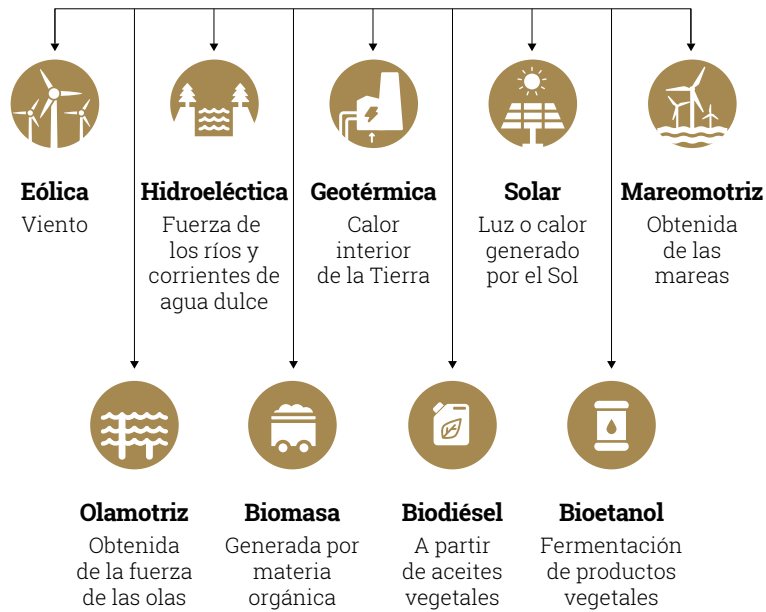 Eólica
Viento
Hidroeléctica
Fuerza de
los ríos y
corrientes de
agua dulce
Geotérmica
Calor
interior
de la Tierra
Solar
Luz o calor
generado
por el Sol
Mareomotriz
Obtenida
de las
mareas
Olamotriz
Obtenida
de la fuerza
de las olas
Biomasa
Generada por
materia
orgánica
Biodiésel
A partir
de aceites
vegetales
Bioetanol
Fermentación
de productos
vegetales